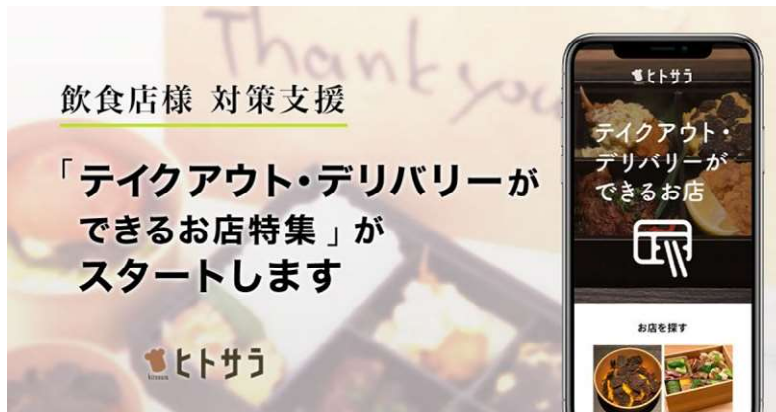 Thank you
飲食店様 対策支援
「テイクアウト・デリバリーが
できるお店特集」が
スタートします
ヒトサラ
ヒトサラ
テイクアウト・
デリバリーが
できるお店
お店を探す